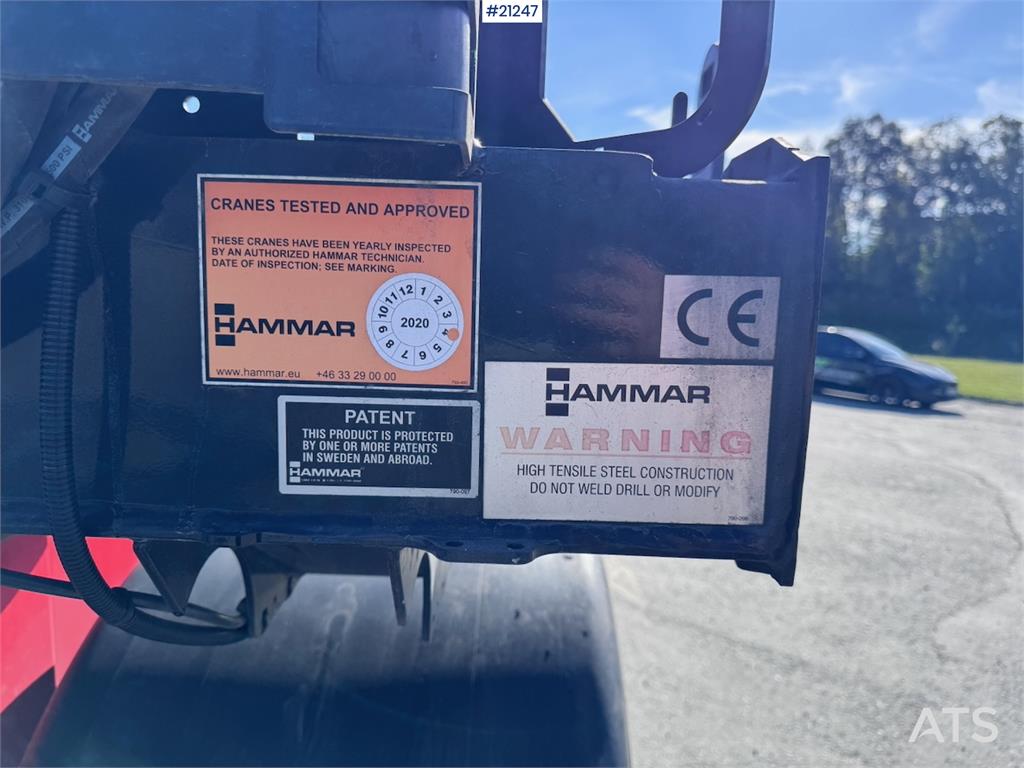 #21247
HAMMAR
CRANES TESTED AND APPROVED
THESE CRANES HAVE BEEN YEARLY INSPECTED
BY AN AUTHORIZED HAMMAR TECHNICIAN.
DATE OF INSPECTION; SEE MARKING.
HAMMAR
1 2 3 4 5 6 7 8 9 10 11 12
2020
www.hammar.eu +46 33 29 00 00
CE
PATENT
THIS PRODUCT IS PROTECTED
BY ONE OR MORE PATENTS
IN SWEDEN AND ABROAD.
HAMMAR
790-097
HAMMAR
WARNING
HIGH TENSILE STEEL CONSTRUCTION
DO NOT WELD DRILL OR MODIFY
ATS